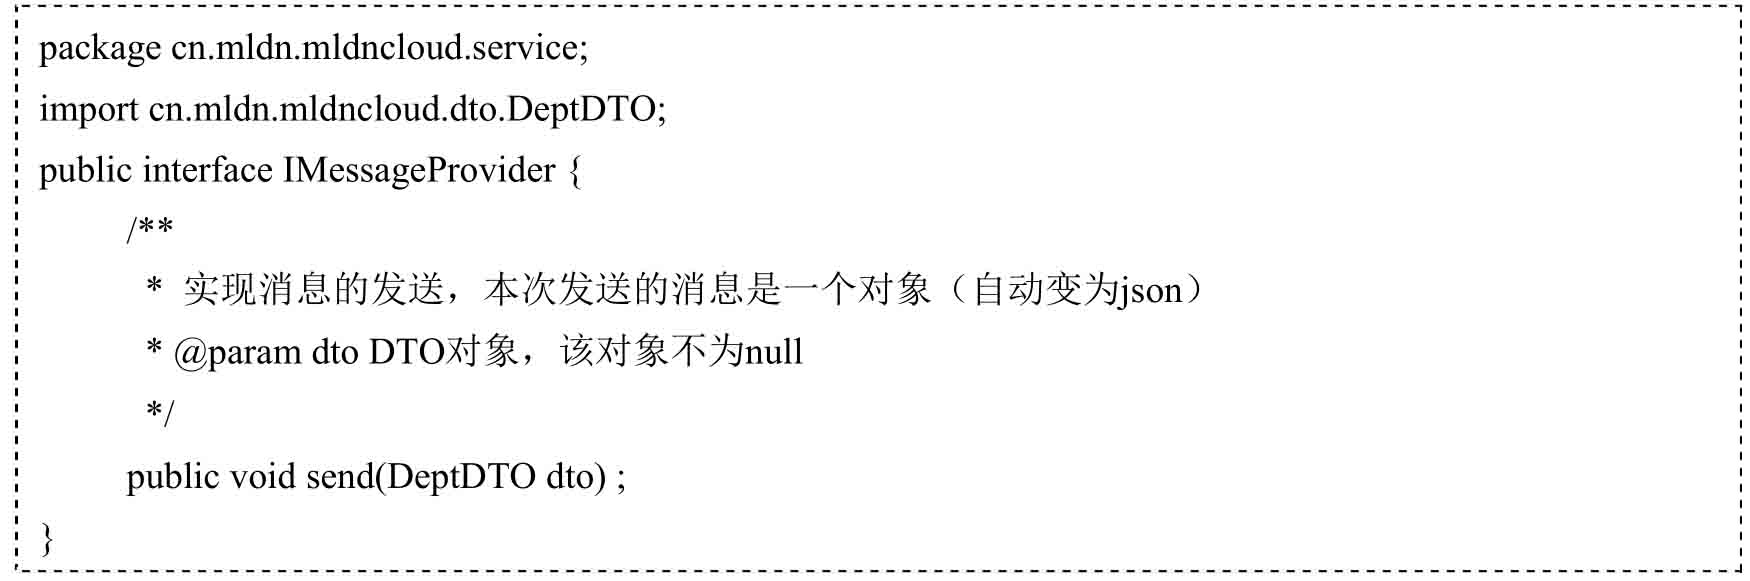 package cn.mldn.mldncloud.service;
import cn.mldn.mldncloud.dto.DeptDTO;
public interface IMessageProvider {
/**
* 实现消息的发送，本次发送的消息是一个对象（自动变为json）
* @param dto DTO对象，该对象不为null
*/
public void send(DeptDTO dto) ;
}